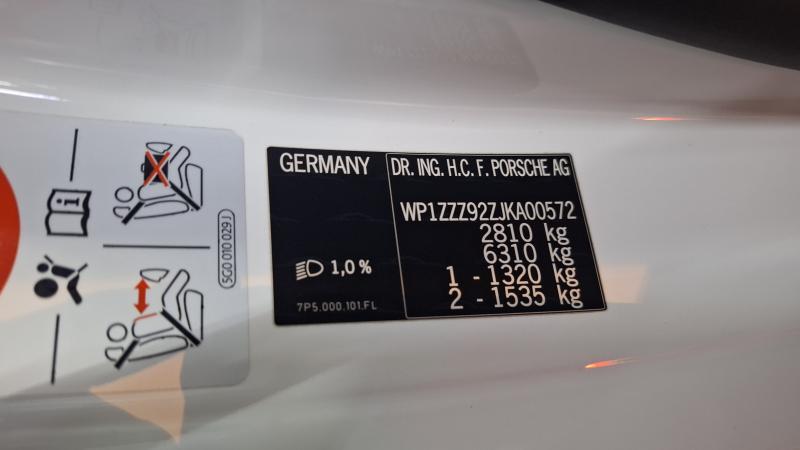 5G0 010 029 J
GERMANY
1,0 %
7P5.000.101.FL
DR. ING. H.C. F. PORSCHE AG
WP1ZZZ92ZJKA00572
2810 kg
6310 kg
1 - 1320 kg
2 - 1535 kg